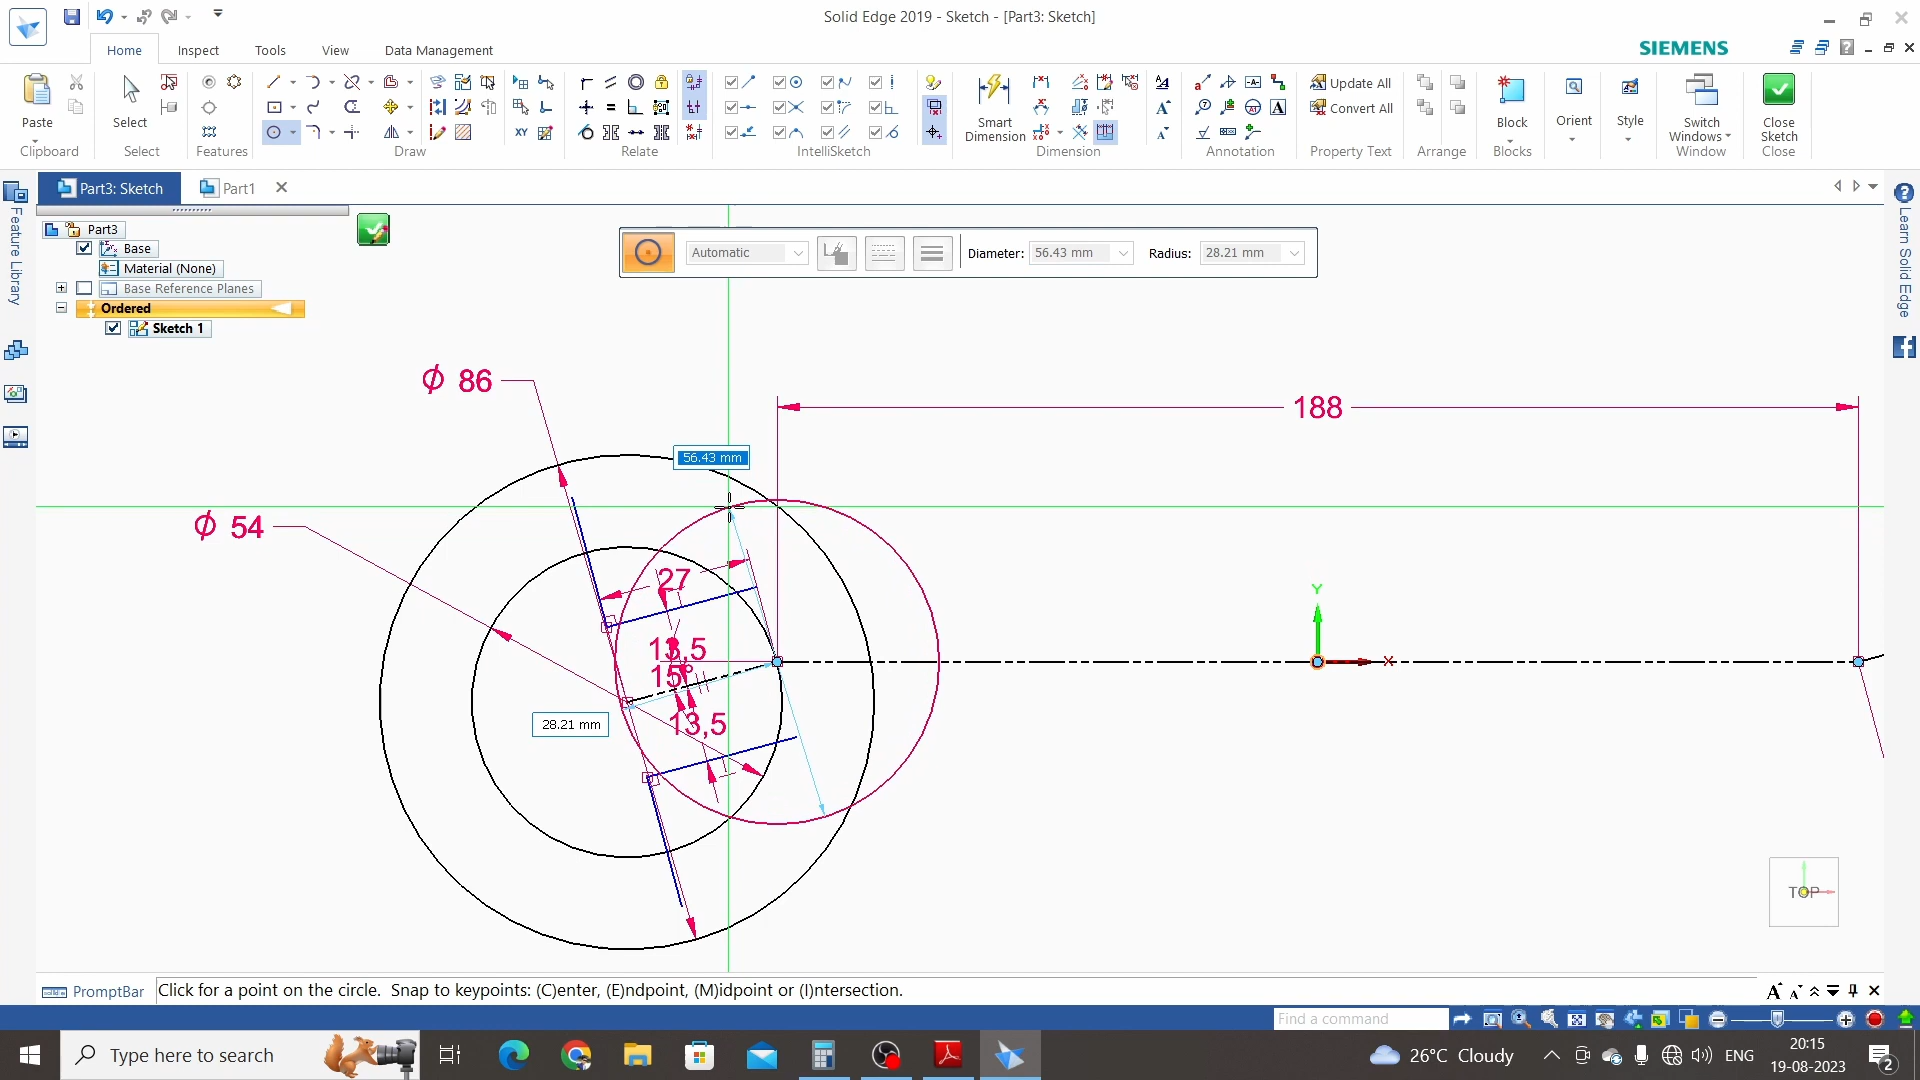 Solid Edge 2019 - Sketch - [Part3: Sketch]
Home
Inspect
Tools
View
Data Management
SIEMENS
Paste
Select
Smart
Dimension
Update All
Convert All
Block
Orient
Style
Switch
Windows
Close
Sketch
Clipboard
Select
Features
Draw
Relate
IntelliSketch
Dimension
Annotation
Property Text
Arrange
Blocks
Window
Close
Part3: Sketch
Part1
Feature Library
Learn Solid Edge
Part3
Base
Material (None)
Base Reference Planes
Ordered
Sketch 1
Automatic
Diameter: 56.43 mm
Radius: 28.21 mm
ϕ 86
188
56.43 mm
ϕ 54
27
13,5
15°
13,5
28.21 mm
Y
X
TOP
PromptBar
Click for a point on the circle.  Snap to keypoints: (C)enter, (E)ndpoint, (M)idpoint or (I)ntersection.
Find a command
Type here to search
26°C Cloudy
ENG
20:15
19-08-2023
2